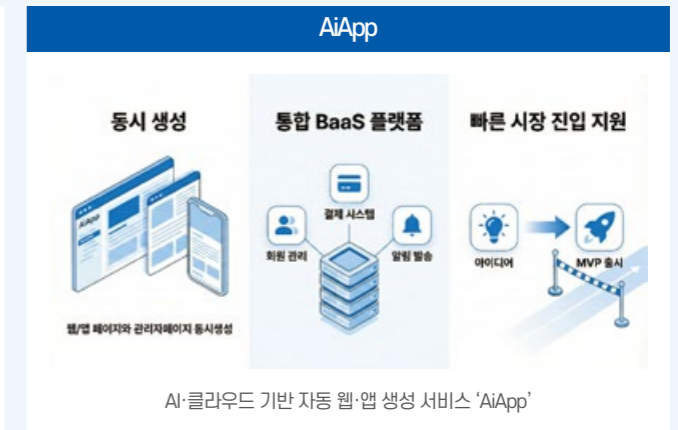 AiApp
동시 생성
AiApp
웹/앱 페이지와 관리자페이지 동시생성
통합 BaaS 플랫폼
결제 시스템
회원 관리
알림 발송
빠른 시장 진입 지원
아이디어
MVP 출시
AI·클라우드 기반 자동 웹·앱 생성 서비스 ‘AiApp’